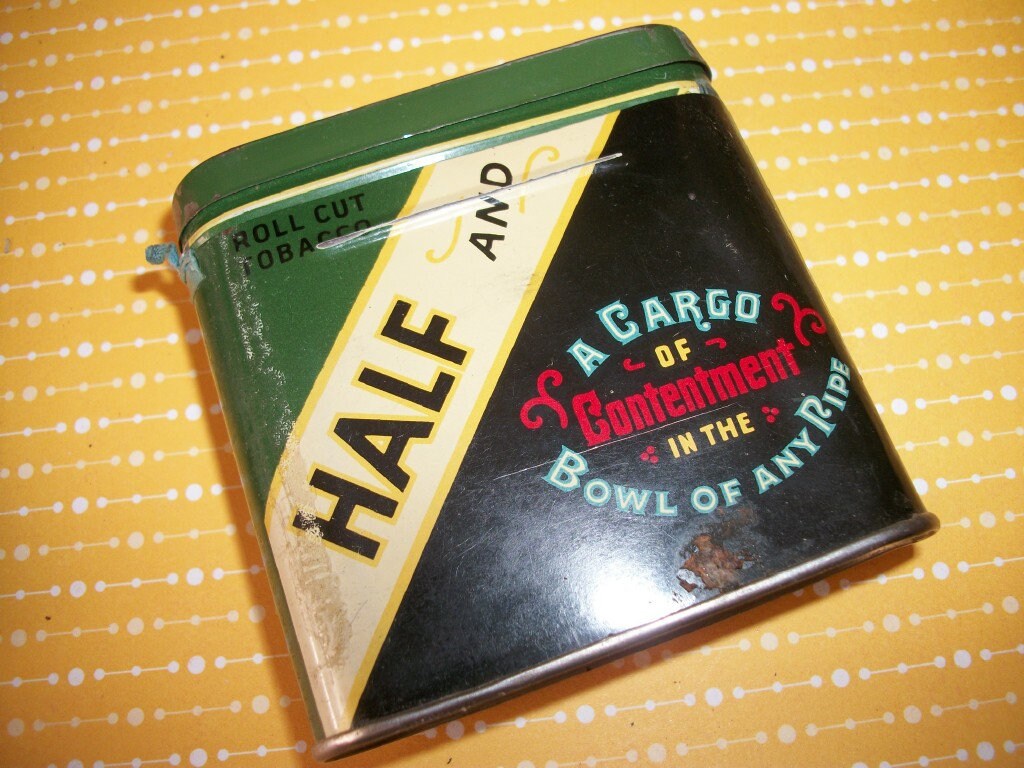 ROLL CUT
TOBACCO
HALF AND
A CARGO
OF
Contentment
IN THE
BOWL OF ANY PIPE